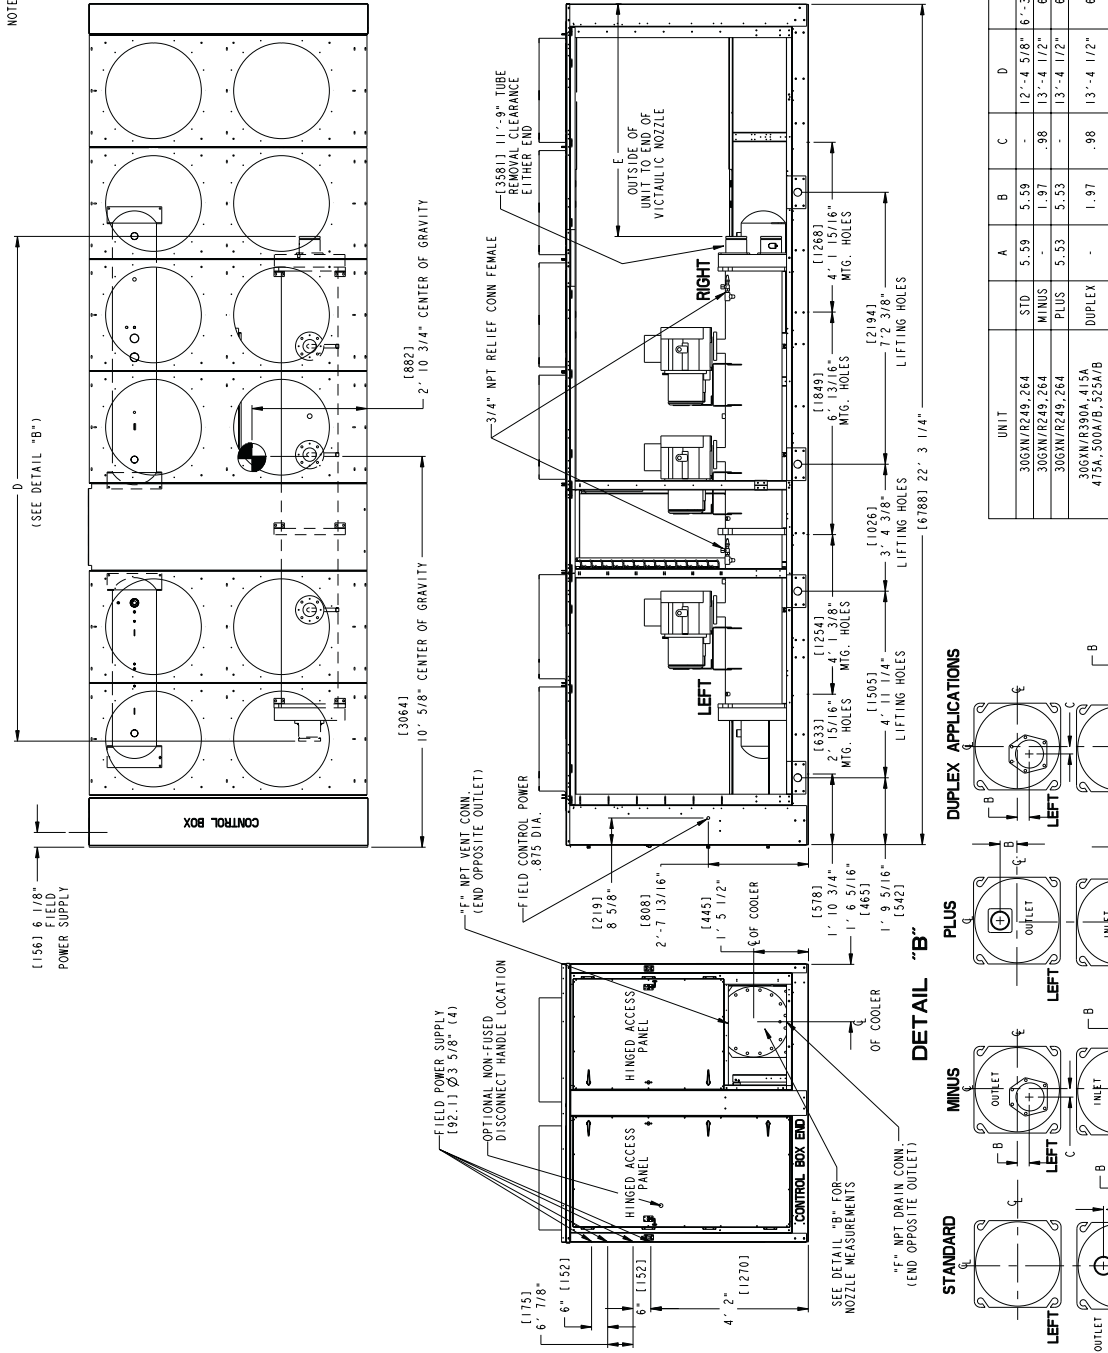 NOTE
D
(SEE DETAIL "B")
CONTROL BOX
[156] 6 1/8"
FIELD
POWER SUPPLY
[882]
2' 10 3/4" CENTER OF GRAVITY
[3064]
10' 5/8" CENTER OF GRAVITY
[3581] 11'-9" TUBE
REMOVAL CLEARANCE
EITHER END
3/4" NPT RELIEF CONN FEMALE
E
OUTSIDE OF
UNIT TO END OF
VICTAULIC NOZZLE
RIGHT
LEFT
[1268]
4' 1 15/16"
MTG. HOLES
[1849]
6' 13/16"
MTG. HOLES
[1254]
4' 1 3/8"
MTG. HOLES
[633]
2' 15/16"
MTG. HOLES
[2194]
7'2 3/8"
LIFTING HOLES
[1026]
3' 4 3/8"
LIFTING HOLES
[1505]
4' 11 1/4"
LIFTING HOLES
[6788] 22' 3 1/4"
FIELD CONTROL POWER
.875 DIA.
"F" NPT VENT CONN.
(END OPPOSITE OUTLET)
[219]
8 5/8"
[808]
2'-7 13/16"
[445]
1' 5 1/2"
℄ OF COOLER
[578]
1' 10 3/4"
1' 6 5/16"
[465]
1' 9 5/16"
[542]
FIELD POWER SUPPLY
[92.1] Ø3 5/8" (4)
OPTIONAL NON-FUSED
DISCONNECT HANDLE LOCATION
HINGED ACCESS
PANEL
HINGED ACCESS
PANEL
CONTROL BOX END
℄
OF COOLER
[175]
6' 7/8"
6" [152]
6" [152]
4' 2"
[1270]
SEE DETAIL "B" FOR
NOZZLE MEASUREMENTS
"F" NPT DRAIN CONN.
(END OPPOSITE OUTLET)
DETAIL "B"
STANDARD
℄
℄
LEFT
OUTLET
B
MINUS
℄
℄
OUTLET
B
C
LEFT
INLET
B
PLUS
℄
℄
B
OUTLET
LEFT
INLET
DUPLEX APPLICATIONS
℄
℄
B
C
LEFT
B
UNIT A B C D
30GXN/R249,264 STD 5.59 5.59 - 12'-4 5/8" 6'-3
30GXN/R249,264 MINUS - 1.97 .98 13'-4 1/2" 6
30GXN/R249,264 PLUS 5.53 5.53 - 13'-4 1/2" 6
30GXN/R390A,415A
475A,500A/B,525A/B DUPLEX - 1.97 .98 13'-4 1/2" 6